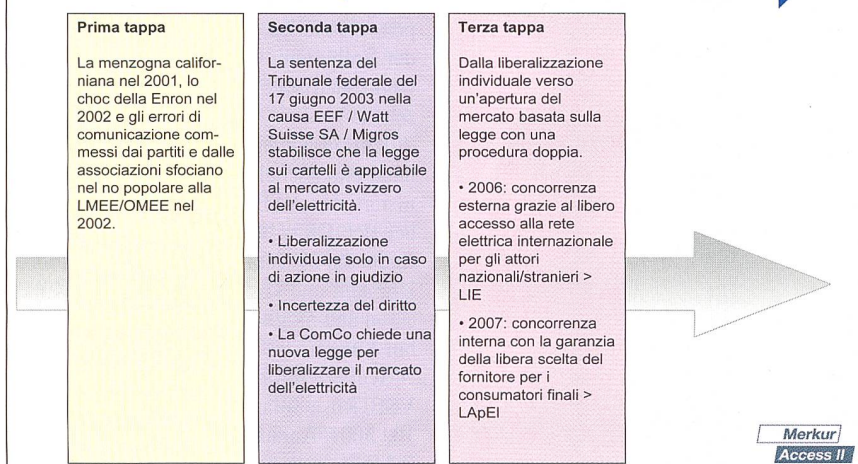 Prima tappa
La menzogna califor-
niana nel 2001, lo
choc della Enron nel
2002 e gli errori di
comunicazione com-
messi dai partiti e dalle
associazioni sfociano
nel no popolare alla
LMEE/OMEE nel
2002.
Seconda tappa
La sentenza del
Tribunale federale del
17 giugno 2003 nella
causa EEF / Watt
Suisse SA / Migros
stabilisce che la legge
sui cartelli è applicabile
al mercato svizzero
dell'elettricità.
• Liberalizzazione
individuale solo in caso
di azione in giudizio
• Incertezza del diritto
• La ComCo chiede una
nuova legge per
liberalizzare il mercato
dell'elettricità
Terza tappa
Dalla liberalizzazione
individuale verso
un'apertura del
mercato basata sulla
legge con una
procedura doppia.
• 2006: concorrenza
esterna grazie al libero
accesso alla rete
elettrica internazionale
per gli attori
nazionali/stranieri >
LIE
• 2007: concorrenza
interna con la garanzia
della libera scelta del
fornitore per i
consumatori finali >
LApEl
Merkur
Access II